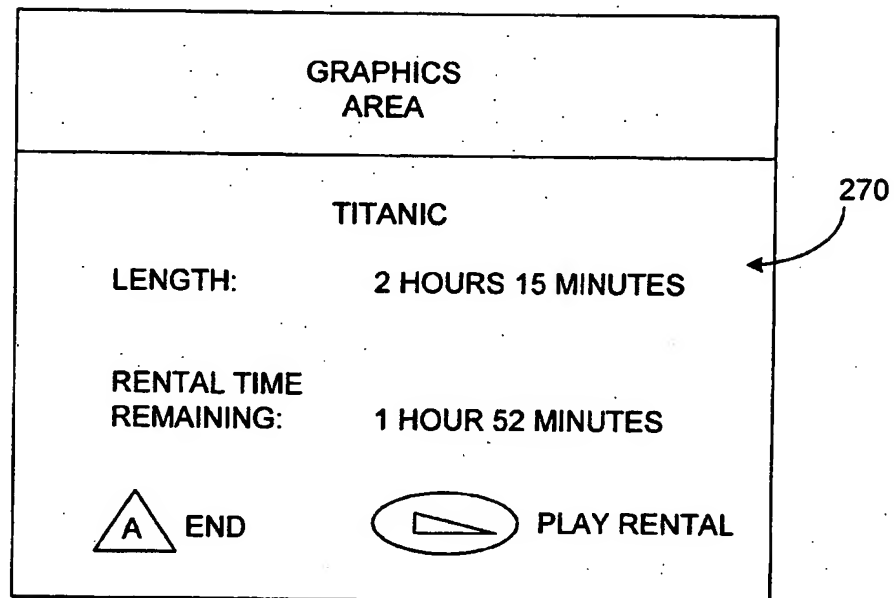 GRAPHICS
AREA
270
TITANIC
LENGTH: 2 HOURS 15 MINUTES
RENTAL TIME
REMAINING: 1 HOUR 52 MINUTES
A END PLAY RENTAL